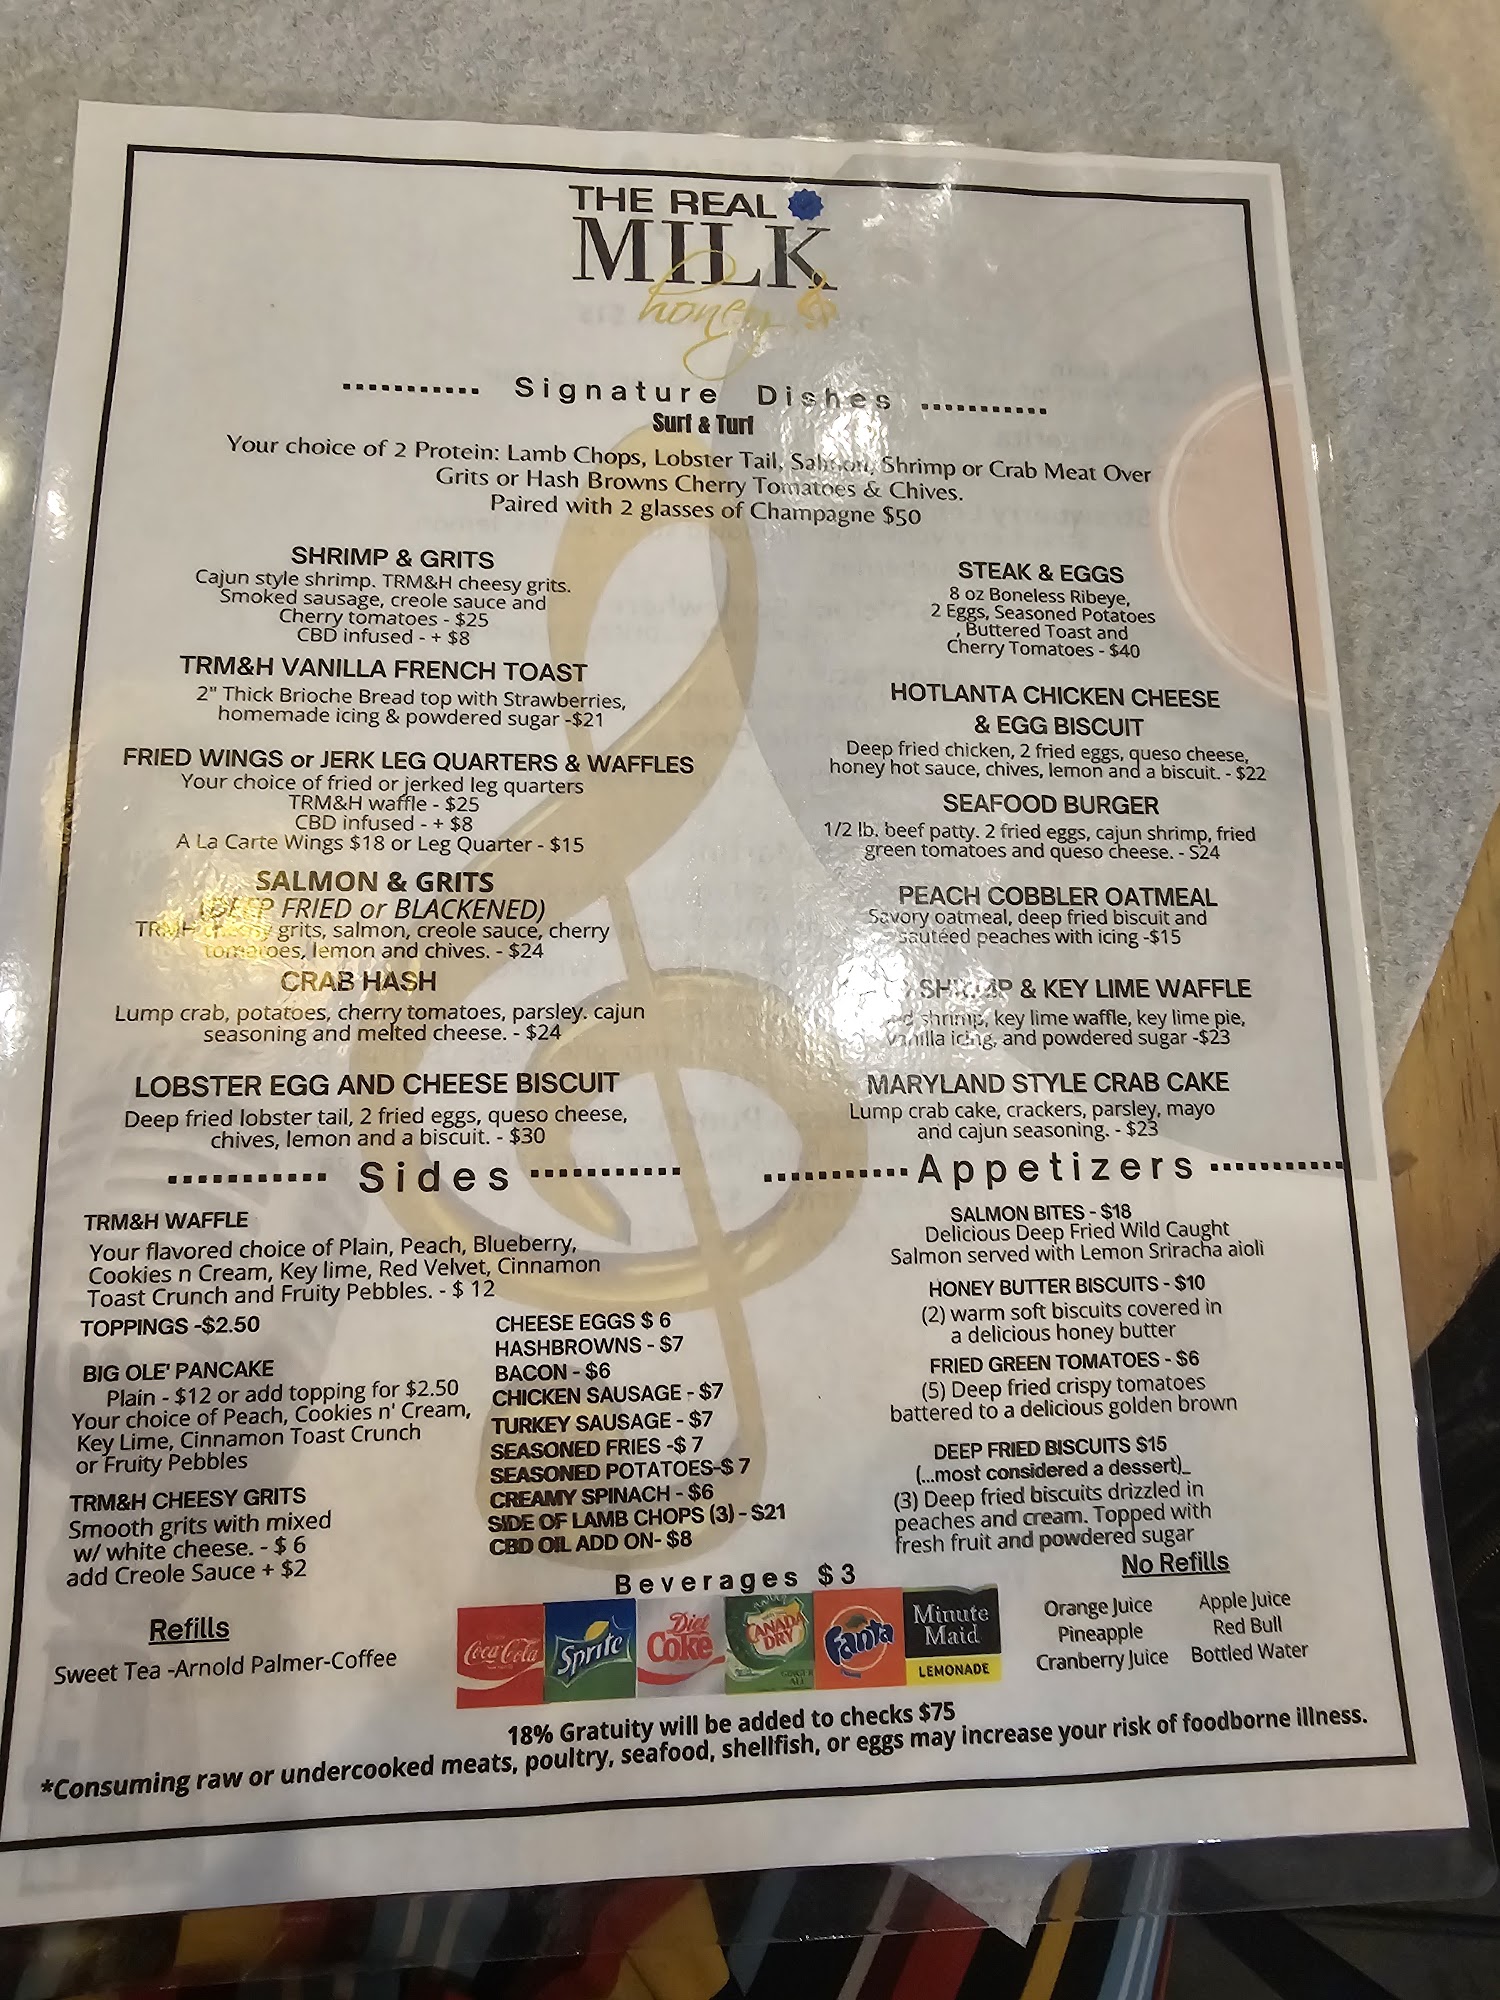 THE REAL
MILK
honey
Signature Dishes
Surf & Turf
Your choice of 2 Protein: Lamb Chops, Lobster Tail, Salmon, Shrimp or Crab Meat Over
Grits or Hash Browns Cherry Tomatoes & Chives.
Paired with 2 glasses of Champagne $50
SHRIMP & GRITS
Cajun style shrimp. TRM&H cheesy grits.
Smoked sausage, creole sauce and
Cherry tomatoes - $25
CBD infused - + $8
TRM&H VANILLA FRENCH TOAST
2" Thick Brioche Bread top with Strawberries,
homemade icing & powdered sugar -$21
FRIED WINGS or JERK LEG QUARTERS & WAFFLES
Your choice of fried or jerked leg quarters
TRM&H waffle - $25
CBD infused - + $8
A La Carte Wings $18 or Leg Quarter - $15
SALMON & GRITS
(DEEP FRIED or BLACKENED)
TRMH cheesy grits, salmon, creole sauce, cherry
tomatoes, lemon and chives. - $24
CRAB HASH
Lump crab, potatoes, cherry tomatoes, parsley. cajun
seasoning and melted cheese. - $24
LOBSTER EGG AND CHEESE BISCUIT
Deep fried lobster tail, 2 fried eggs, queso cheese,
chives, lemon and a biscuit. - $30
STEAK & EGGS
8 oz Boneless Ribeye,
2 Eggs, Seasoned Potatoes
, Buttered Toast and
Cherry Tomatoes - $40
HOTLANTA CHICKEN CHEESE
& EGG BISCUIT
Deep fried chicken, 2 fried eggs, queso cheese,
honey hot sauce, chives, lemon and a biscuit. - $22
SEAFOOD BURGER
1/2 lb. beef patty. 2 fried eggs, cajun shrimp, fried
green tomatoes and queso cheese. - S24
PEACH COBBLER OATMEAL
Savory oatmeal, deep fried biscuit and
sautéed peaches with icing -$15
SHRIMP & KEY LIME WAFFLE
shrimp, key lime waffle, key lime pie,
vanilla icing, and powdered sugar -$23
MARYLAND STYLE CRAB CAKE
Lump crab cake, crackers, parsley, mayo
and cajun seasoning. - $23
Sides
TRM&H WAFFLE
Your flavored choice of Plain, Peach, Blueberry,
Cookies n Cream, Key lime, Red Velvet, Cinnamon
Toast Crunch and Fruity Pebbles. - $ 12
TOPPINGS -$2.50
BIG OLE' PANCAKE
Plain - $12 or add topping for $2.50
Your choice of Peach, Cookies n' Cream,
Key Lime, Cinnamon Toast Crunch
or Fruity Pebbles
TRM&H CHEESY GRITS
Smooth grits with mixed
w/ white cheese. - $ 6
add Creole Sauce + $2
CHEESE EGGS $ 6
HASHBROWNS - $7
BACON - $6
CHICKEN SAUSAGE - $7
TURKEY SAUSAGE - $7
SEASONED FRIES -$ 7
SEASONED POTATOES-$ 7
CREAMY SPINACH - $6
SIDE OF LAMB CHOPS (3) - $21
CBD OIL ADD ON- $8
Appetizers
SALMON BITES - $18
Delicious Deep Fried Wild Caught
Salmon served with Lemon Sriracha aioli
HONEY BUTTER BISCUITS - $10
(2) warm soft biscuits covered in
a delicious honey butter
FRIED GREEN TOMATOES - $6
(5) Deep fried crispy tomatoes
battered to a delicious golden brown
DEEP FRIED BISCUITS $15
(...most considered a dessert)_
(3) Deep fried biscuits drizzled in
peaches and cream. Topped with
fresh fruit and powdered sugar
Beverages $3
Refills
Sweet Tea -Arnold Palmer-Coffee
Coca-Cola
Sprite
Diet
Coke
CANADA
DRY
GINGER
ALE
Fanta
Minute
Maid
LEMONADE
No Refills
Orange Juice
Pineapple
Cranberry Juice
Apple Juice
Red Bull
Bottled Water
18% Gratuity will be added to checks $75
*Consuming raw or undercooked meats, poultry, seafood, shellfish, or eggs may increase your risk of foodborne illness.